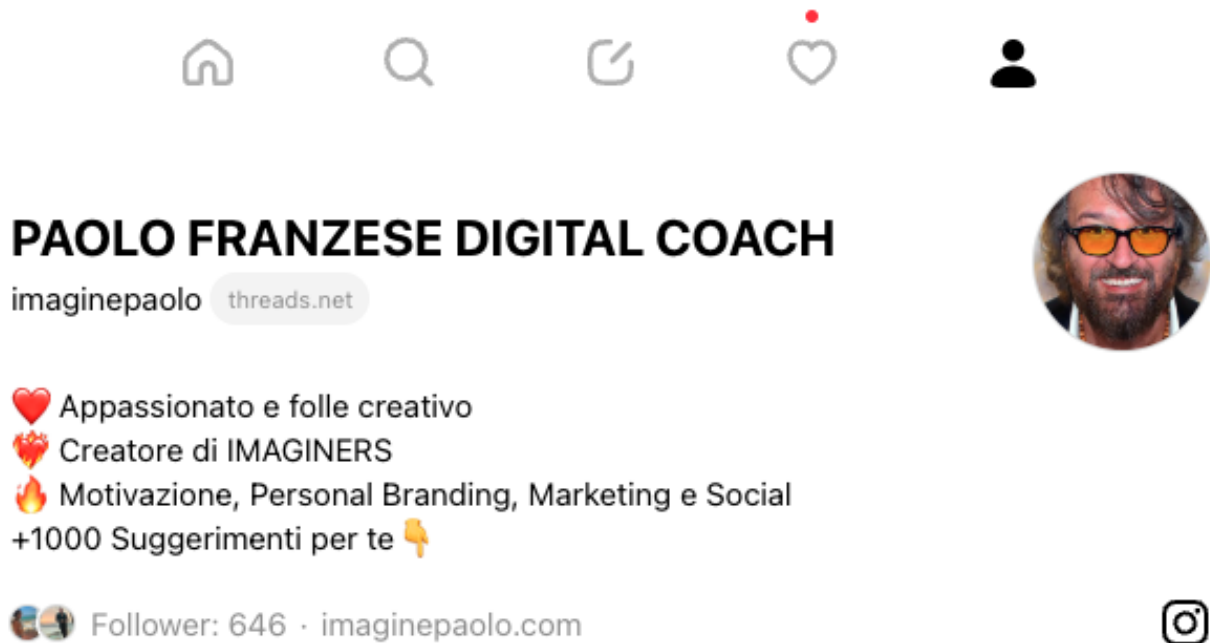 PAOLO FRANZESE DIGITAL COACH
imaginepaolo threads.net
❤️ Appassionato e folle creativo
❤️‍🔥 Creatore di IMAGINERS
🔥 Motivazione, Personal Branding, Marketing e Social
+1000 Suggerimenti per te 👇
Follower: 646 · imaginepaolo.com